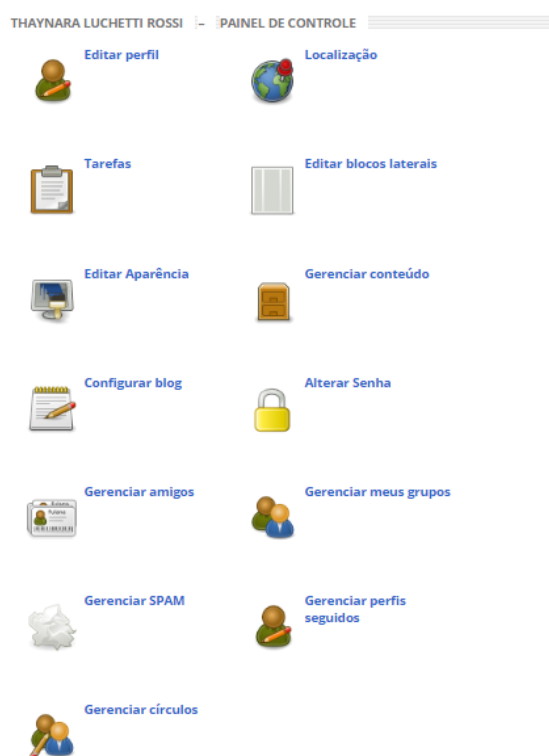 THAYNARA LUCHETTI ROSSI – PAINEL DE CONTROLE
Editar perfil
Localização
Tarefas
Editar blocos laterais
Editar Aparência
Gerenciar conteúdo
Configurar blog
Alterar Senha
Gerenciar amigos
Gerenciar meus grupos
Gerenciar SPAM
Gerenciar perfis
seguidos
Gerenciar círculos